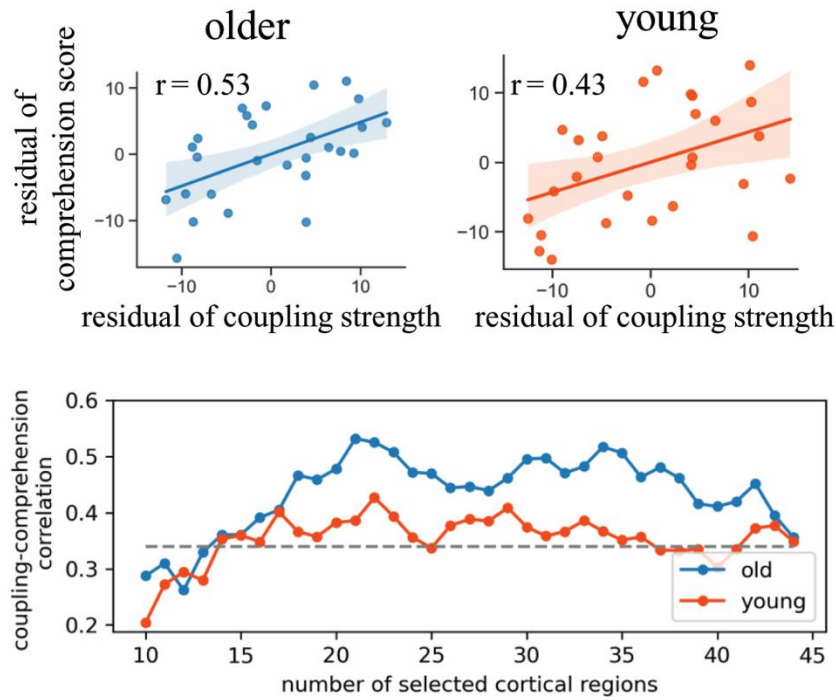 older
young
residual of
comprehension score
r = 0.53
10
0
−10
−10
0
10
residual of coupling strength
r = 0.43
10
0
−10
−10
0
10
residual of coupling strength
coupling-comprehension
correlation
0.6
0.5
0.4
0.3
0.2
old
young
10
15
20
25
30
35
40
45
number of selected cortical regions